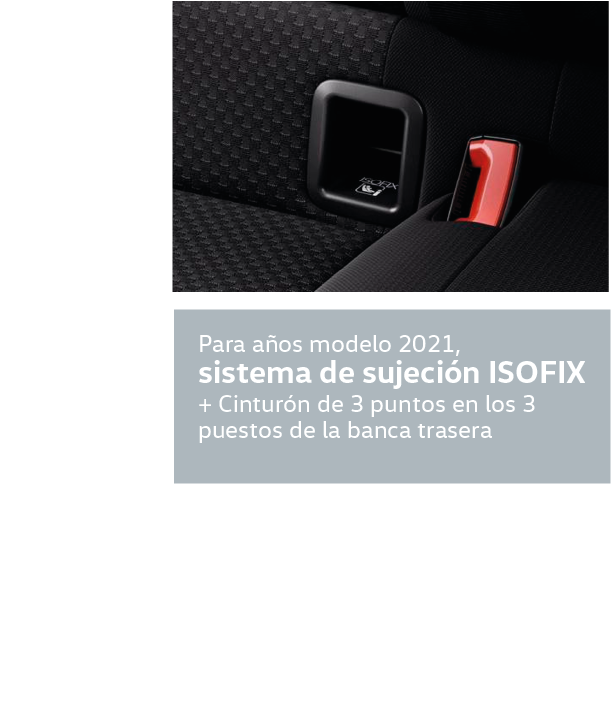 ISOFIX
Para años modelo 2021,
sistema de sujeción ISOFIX
+ Cinturón de 3 puntos en los 3
puestos de la banca trasera